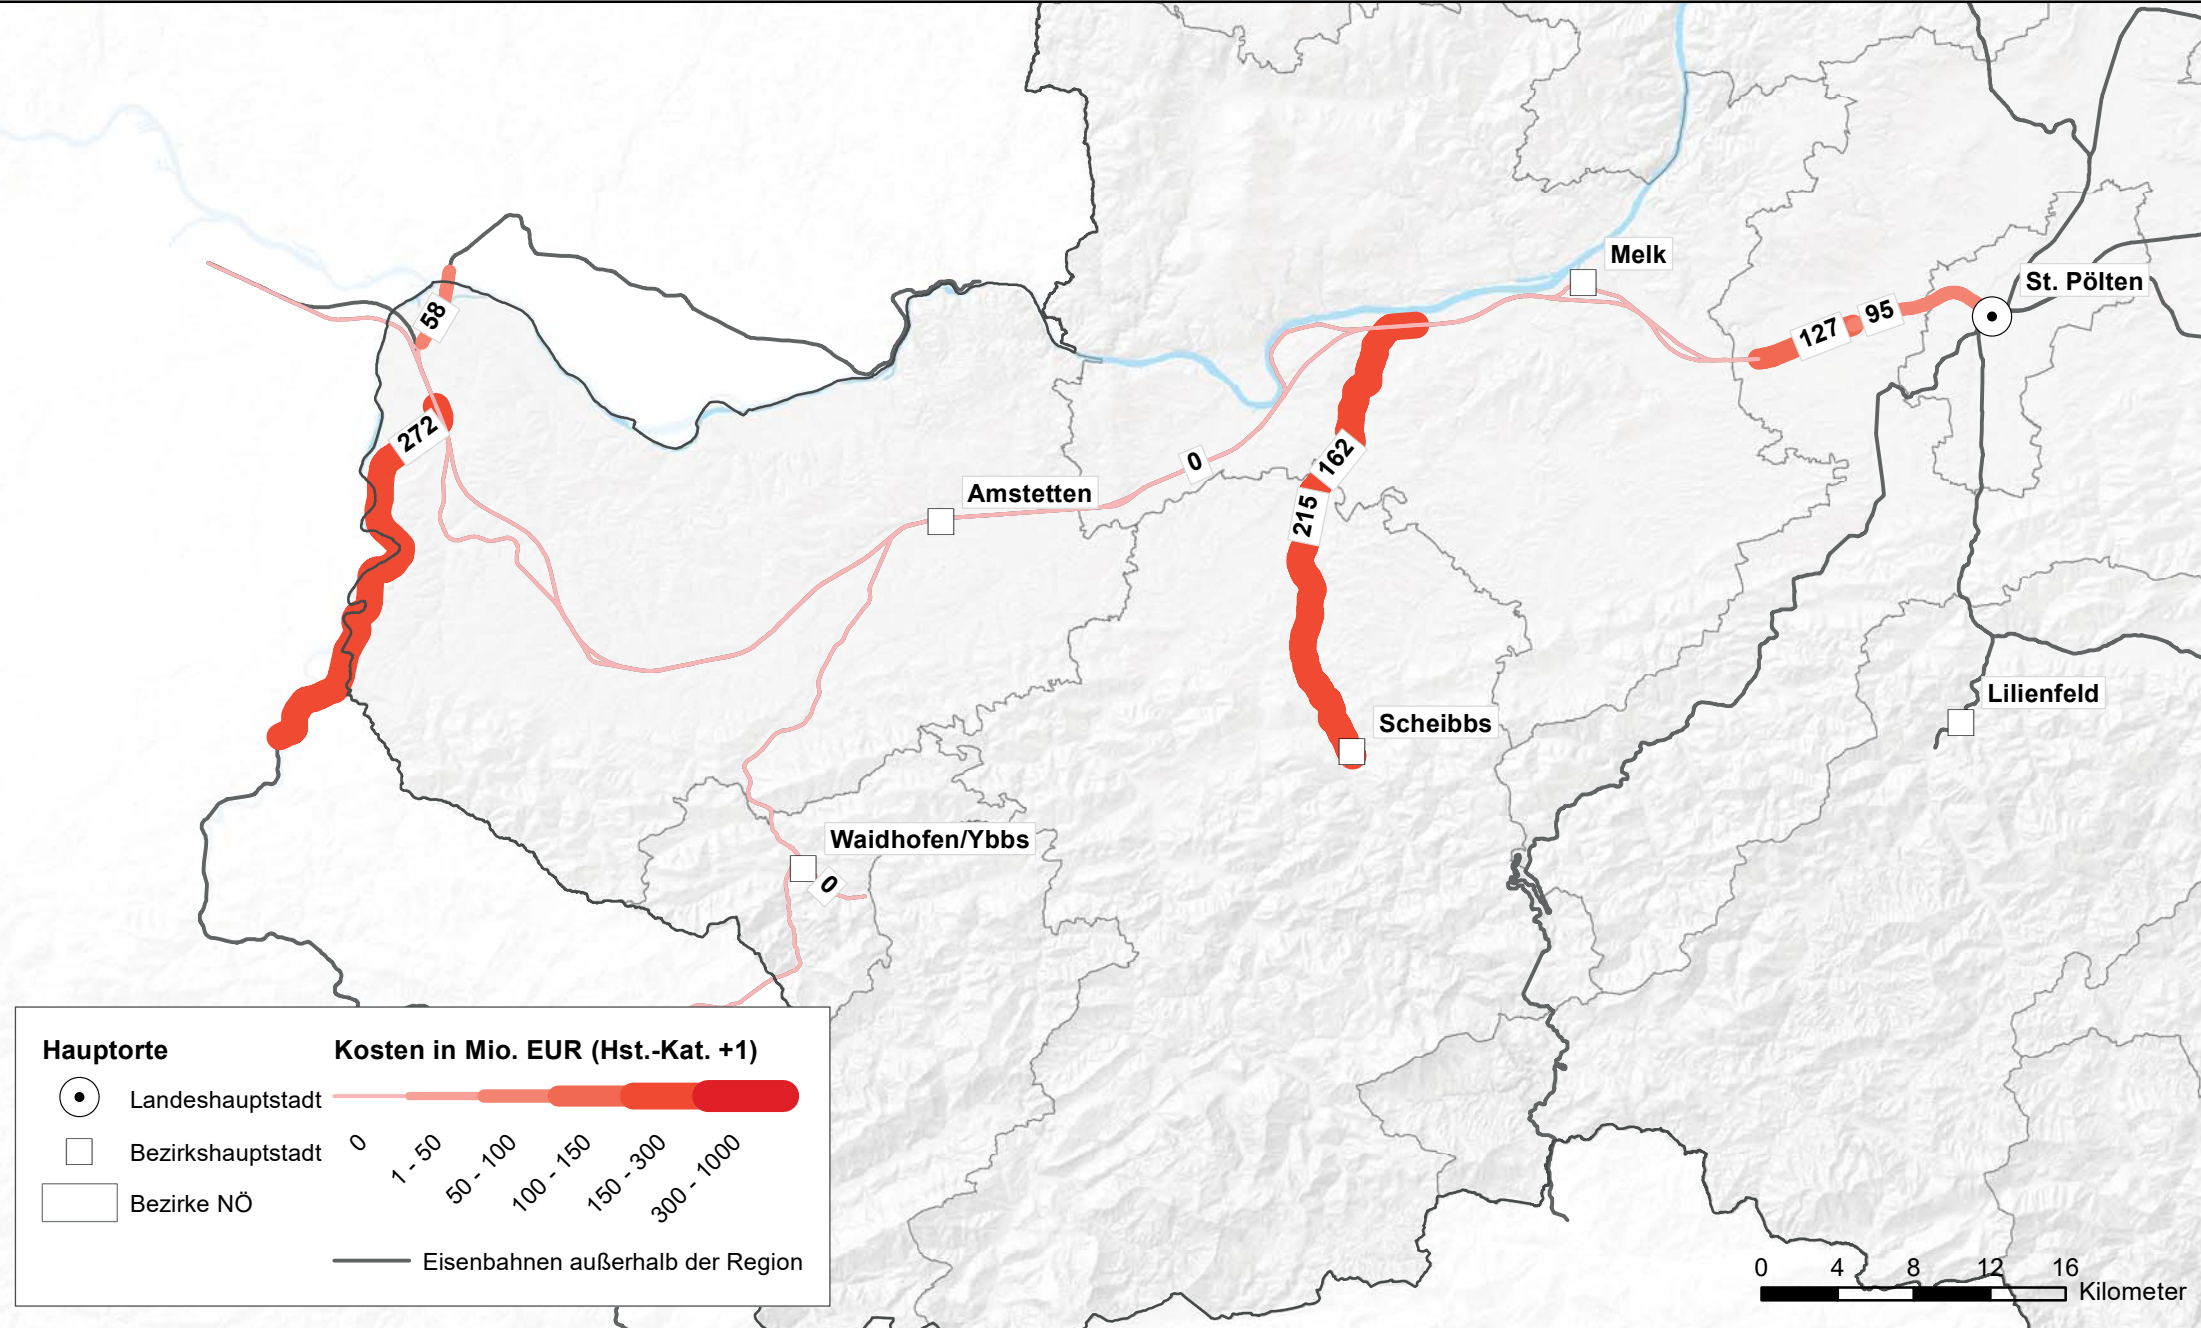 Melk
St. Pölten
58
127
95
272
162
0
Amstetten
215
Lilienfeld
Scheibbs
Waidhofen/Ybbs
0
Hauptorte
Landeshauptstadt
Bezirkshauptstadt
Bezirke NÖ
Kosten in Mio. EUR (Hst.-Kat. +1)
0
1 - 50
50 - 100
100 - 150
150 - 300
300 - 1000
Eisenbahnen außerhalb der Region
0 4 8 12 16
Kilometer